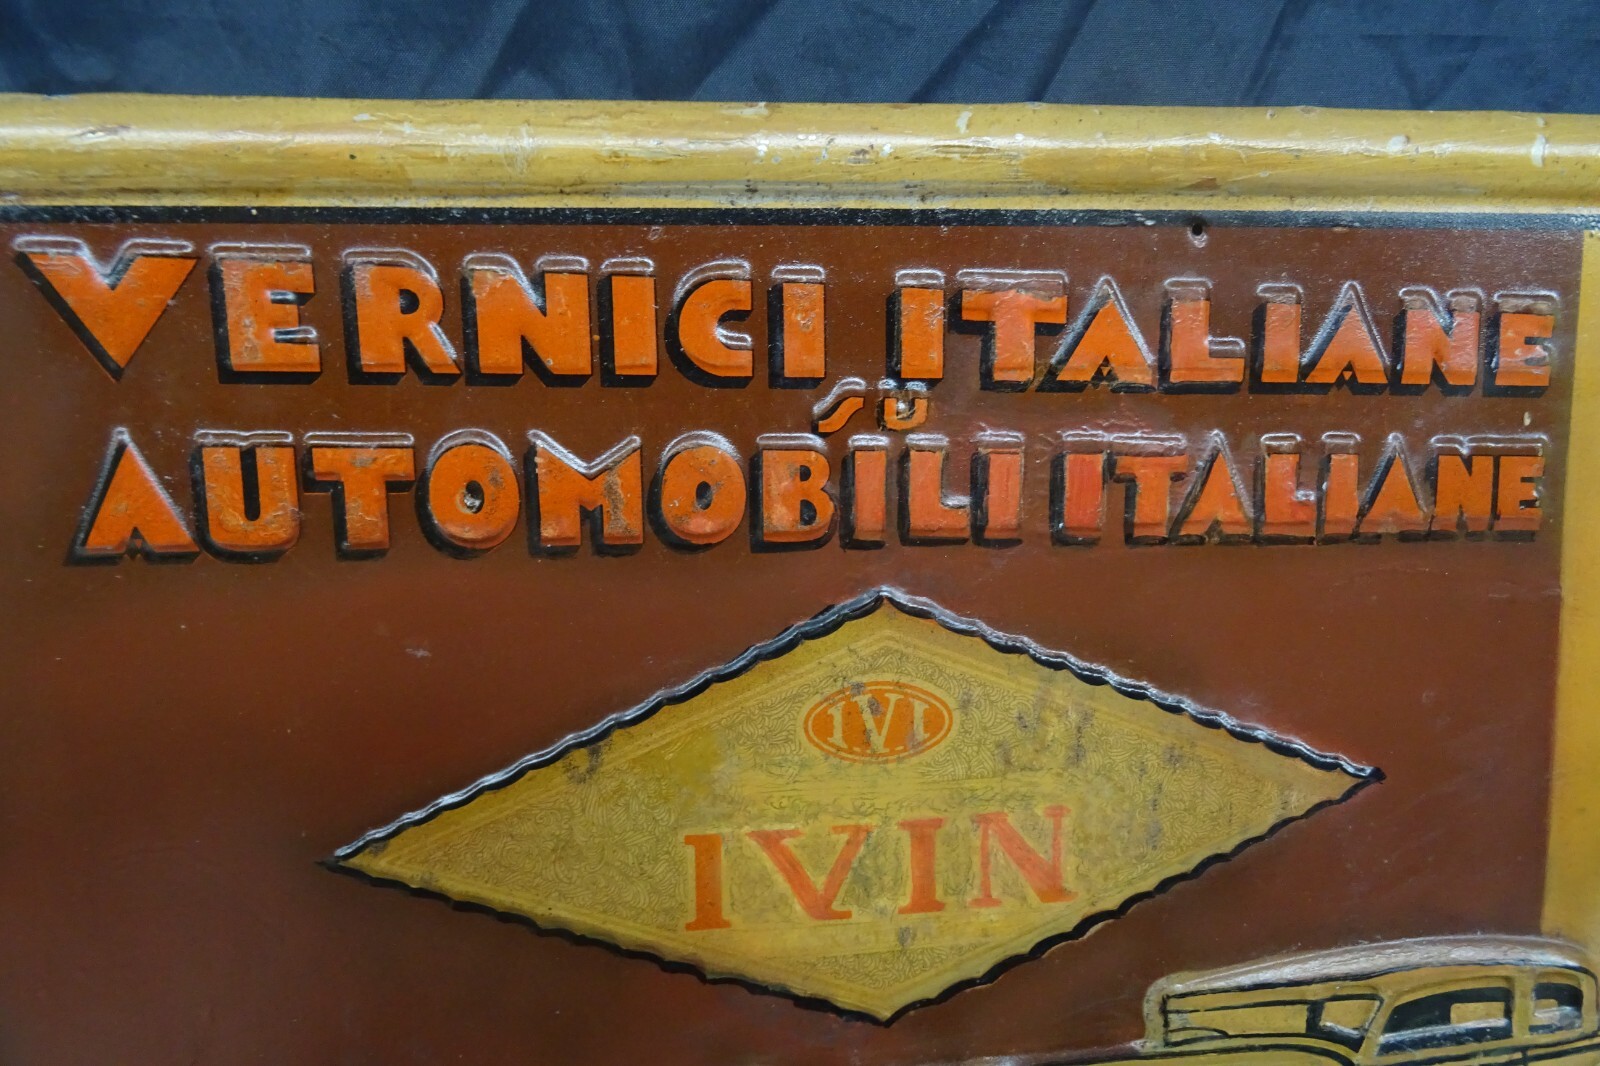 VERNICI ITALIANE
SU
AUTOMOBILI ITALIANE
IVI
IVIN